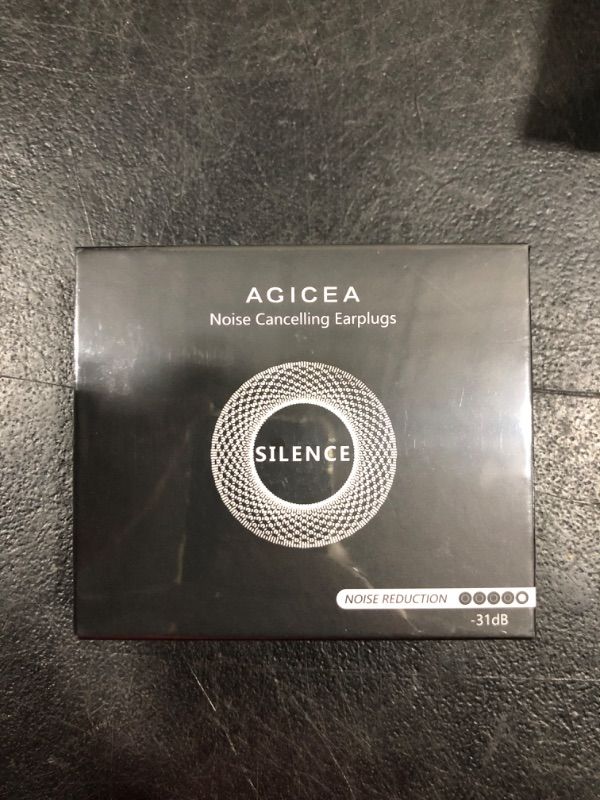 AGICEA
Noise Cancelling Earplugs
SILENCE
NOISE REDUCTION
-31dB